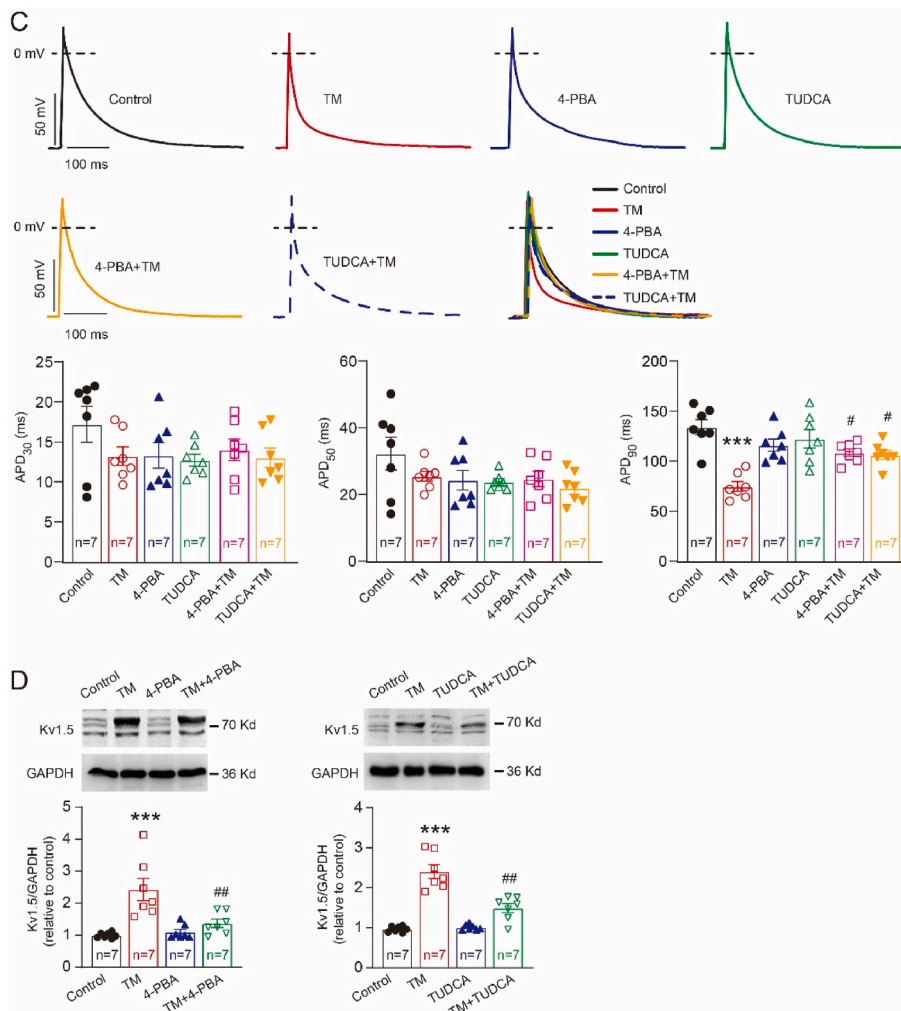 C
0 mV
50 mV
100 ms
Control
TM
4-PBA
TUDCA
0 mV
50 mV
100 ms
4-PBA+TM
TUDCA+TM
Control
TM
4-PBA
TUDCA
4-PBA+TM
TUDCA+TM
APD30 (ms)
25
20
15
10
5
0
n=7 n=7 n=7 n=7 n=7 n=7
Control TM 4-PBA TUDCA 4-PBA+TM TUDCA+TM
APD50 (ms)
60
40
20
0
n=7 n=7 n=7 n=7 n=7 n=7
Control TM 4-PBA TUDCA 4-PBA+TM TUDCA+TM
APD90 (ms)
200
150
100
50
0
*** # #
n=7 n=7 n=7 n=7 n=7 n=7
Control TM 4-PBA TUDCA 4-PBA+TM TUDCA+TM
D
Control TM 4-PBA TM+4-PBA
Kv1.5
70 Kd
GAPDH
36 Kd
Kv1.5/GAPDH
(relative to control)
5
4
3
2
1
0
*** ##
n=7 n=7 n=7 n=7
Control TM 4-PBA TM+4-PBA
Control TM TUDCA TM+TUDCA
Kv1.5
70 Kd
GAPDH
36 Kd
Kv1.5/GAPDH
(relative to control)
4
3
2
1
0
*** ##
n=7 n=7 n=7 n=7
Control TM TUDCA TM+TUDCA